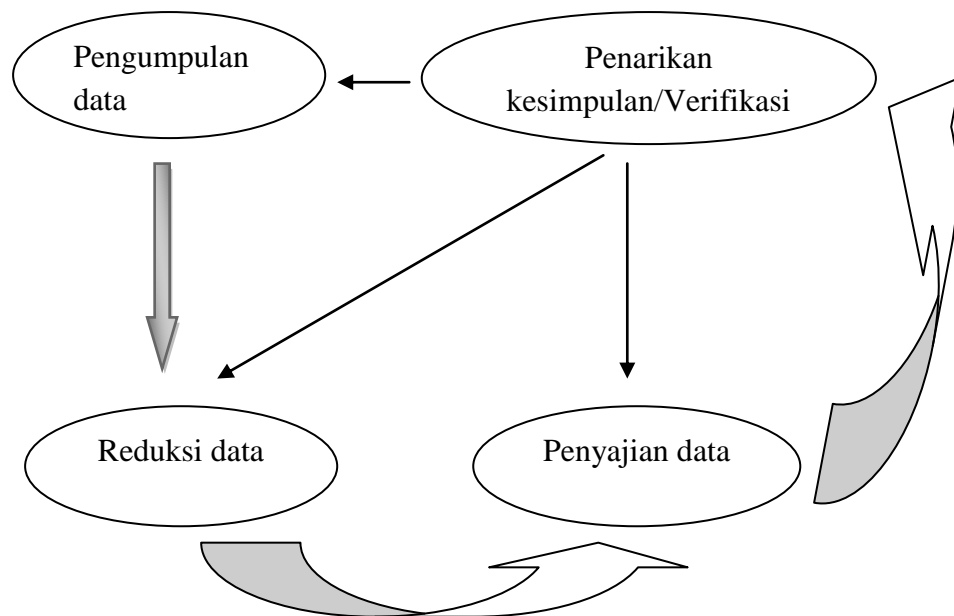 Pengumpulan
data
Penarikan
kesimpulan/Verifikasi
Reduksi data
Penyajian data